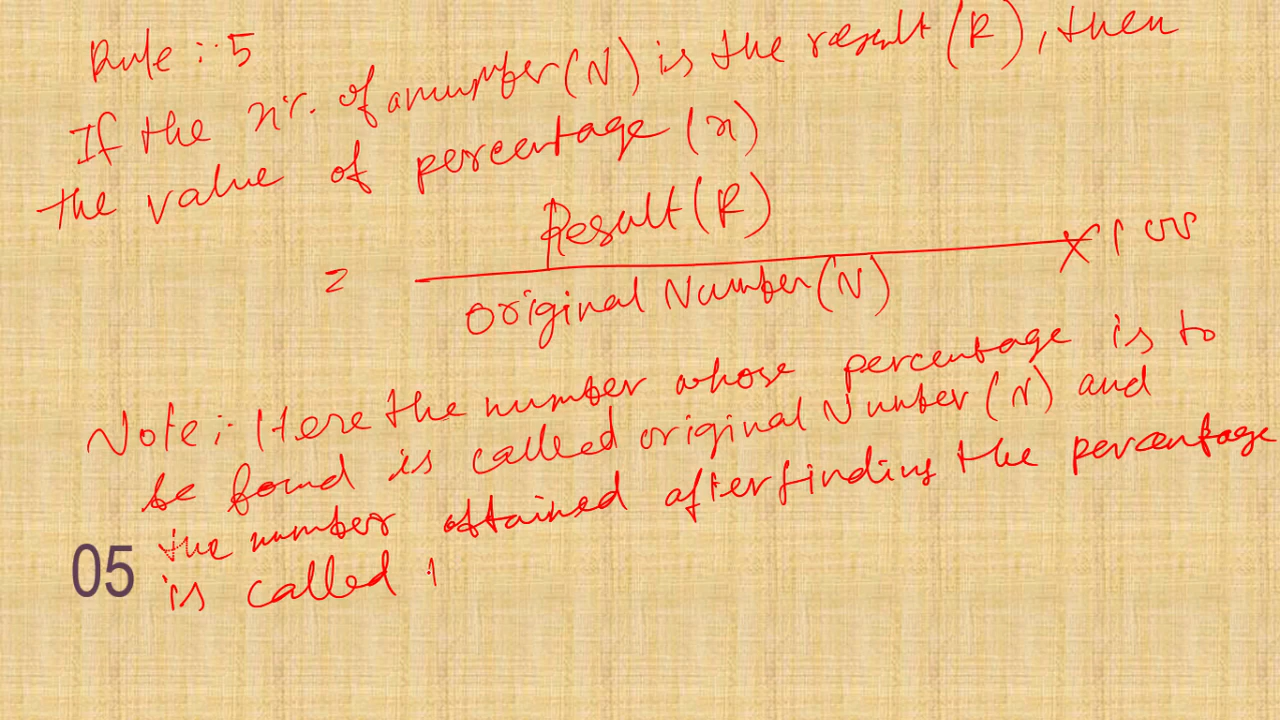 Rule :- 5
If the x%. of a number (N) is the result (R), then
the value of percentage (x)
= Result (R)
Original Number (N)
× 100
Note :- Here the number whose percentage is to
be found is called original Number (N) and
the number obtained after finding the percentage
is called
05